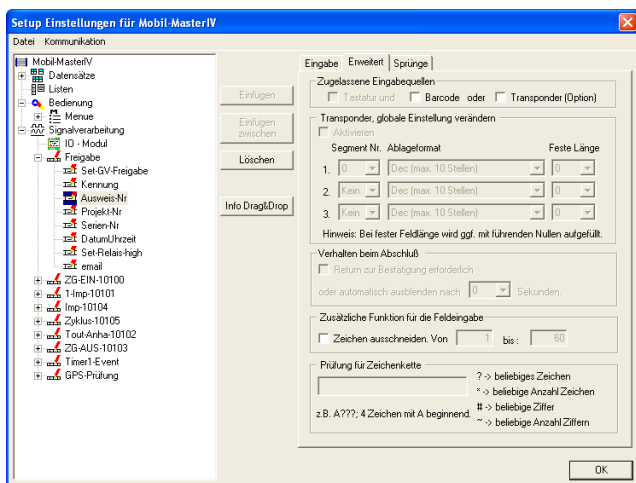 Setup Einstellungen für Mobil-MasterIV
Datei Kommunikation
Mobil-MasterIV
Datensätze
Listen
Bedienung
Menue
Signalverarbeitung
IO - Modul
Freigabe
Set-GV-Freigabe
Kennung
Ausweis-Nr
Projekt-Nr
Serien-Nr
DatumUhrzeit
Set-Relais-high
email
ZG-EIN-10100
1-Imp-10101
Imp-10104
Zyklus-10105
Tout-Anha-10102
ZG-AUS-10103
Timer1-Event
GPS-Prüfung
Einfügen
Einfügen
zwischen
Löschen
Info Drag&Drop
Eingabe Erweitert Sprünge
Zugelassene Eingabequellen
Tastatur und Barcode oder Transponder (Option)
Transponder, globale Einstellung verändern
Aktivieren
Segment Nr. Ablageformat Feste Länge
1. 0 Dec (max. 10 Stellen) 0
2. Kein Dec (max. 10 Stellen) 0
3. Kein Dec (max. 10 Stellen) 0
Hinweis: Bei fester Feldlänge wird ggf. mit führenden Nullen aufgefüllt.
Verhalten beim Abschluß
Return zur Bestätigung erforderlich
oder automatisch ausblenden nach 0 Sekunden.
Zusätzliche Funktion für die Feldeingabe
Zeichen ausschneiden. Von 1 bis : 60
Prüfung für Zeichenkette
? -> beliebiges Zeichen
* -> beliebige Anzahl Zeichen
# -> beliebige Ziffer
~ -> beliebige Anzahl Ziffern
z.B. A???; 4 Zeichen mit A beginnend.
OK